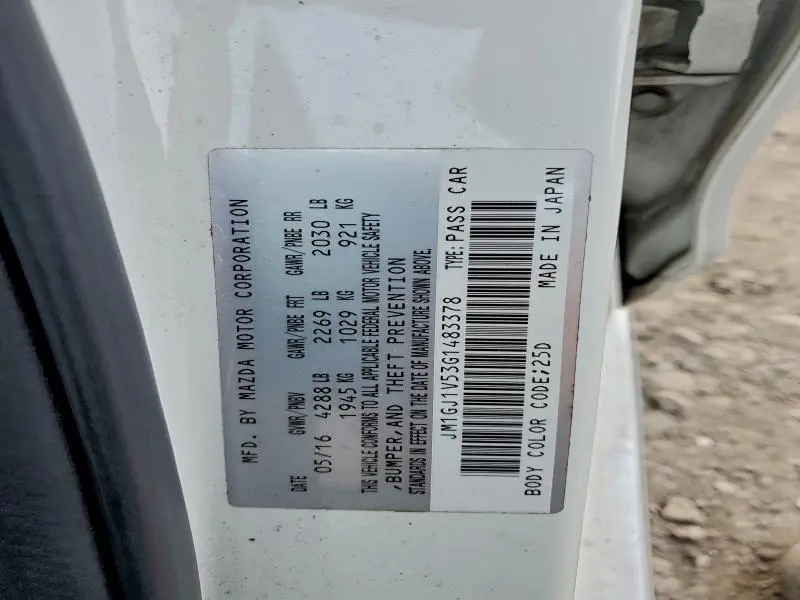 MFD. BY MAZDA MOTOR CORPORATION
DATE GVWR/PNBV GAWR/PNBE FRT GAWR/PNBE RR
05/16 4288 LB 2269 LB 2030 LB
1945 KG 1029 KG 921 KG
THIS VEHICLE CONFORMS TO ALL APPLICABLE FEDERAL MOTOR VEHICLE SAFETY
,BUMPER,AND THEFT PREVENTION
STANDARDS IN EFFECT ON THE DATE OF MANUFACTURE SHOWN ABOVE.
JM1GJ1V53G1483378 TYPE: PASS CAR
BODY COLOR CODE;25D MADE IN JAPAN